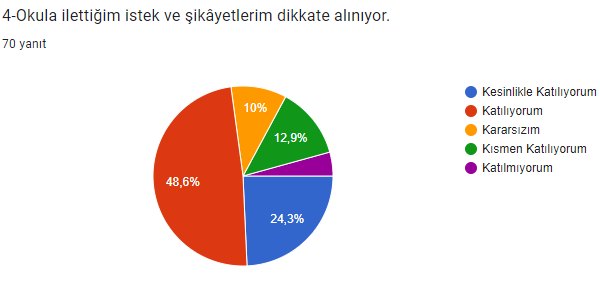 4-Okula ilettiğim istek ve şikâyetlerim dikkate alınıyor.
70 yanıt
Kesinlikle Katılıyorum
Katılıyorum
Kararsızım
Kısmen Katılıyorum
Katılmıyorum
10%
12,9%
48,6%
24,3%